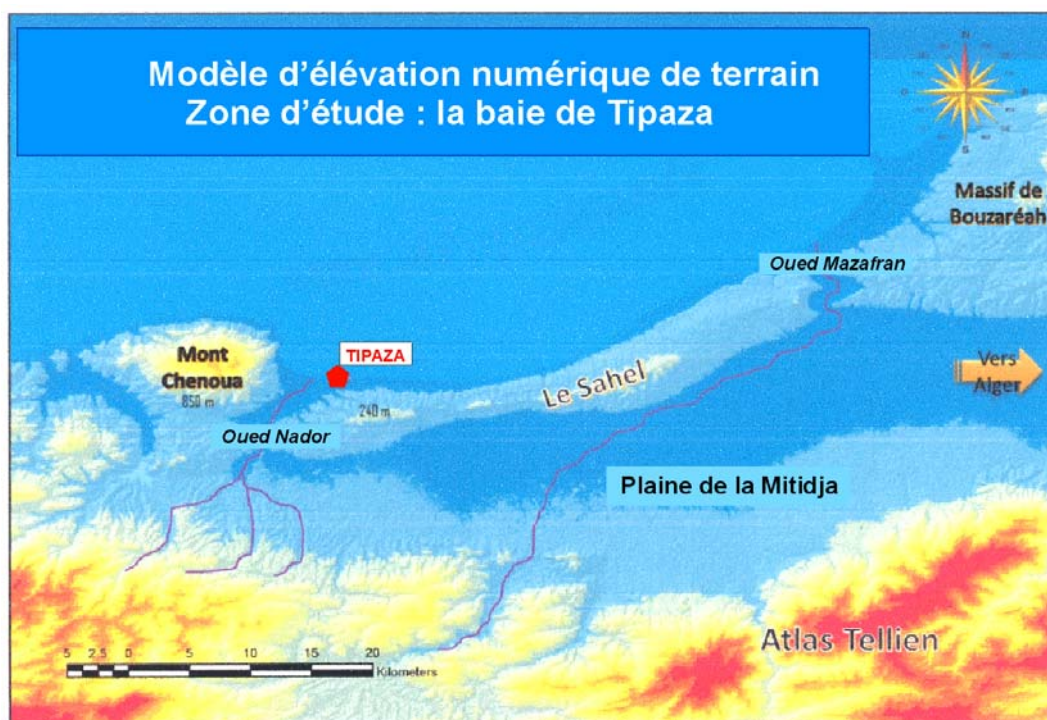 Modèle d'élévation numérique de terrain
Zone d'étude : la baie de Tipaza
N
O
E
S
Massif de
Bouzaréah
Oued Mazafran
TIPAZA
Mont
Chenoua
850 m
240 m
Le Sahel
Vers
Alger
Oued Nador
Plaine de la Mitidja
Atlas Tellien
5 2.5 0 5 10 15 20
Kilometers